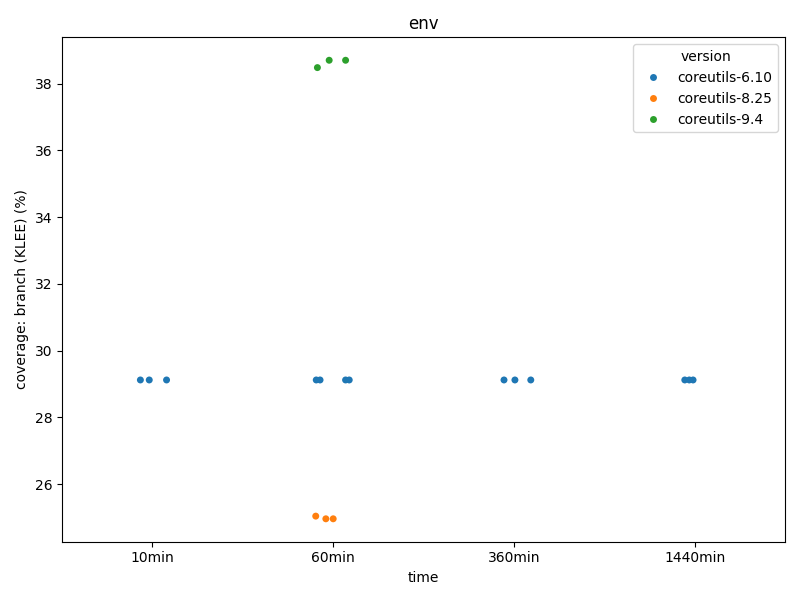 env
version
coreutils-6.10
coreutils-8.25
coreutils-9.4
coverage: branch (KLEE) (%)
38
36
34
32
30
28
26
10min
60min
360min
1440min
time